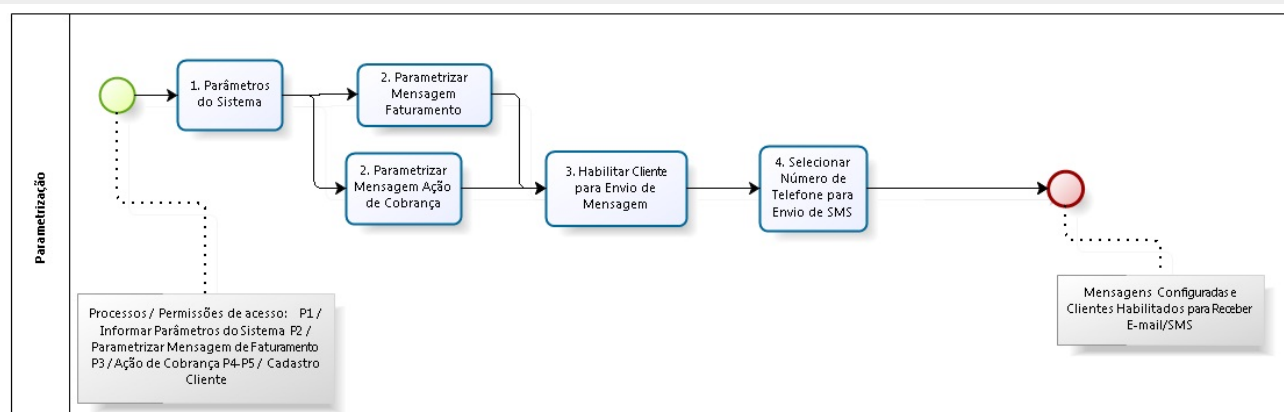 Parametrização
1. Parâmetros
do Sistema
2. Parametrizar
Mensagem
Faturamento
2. Parametrizar
Mensagem Ação
de Cobrança
3. Habilitar Cliente
para Envio de
Mensagem
4. Selecionar
Número de
Telefone para
Envio de SMS
Processos / Permissões de acesso: P1 /
Informar Parâmetros do Sistema P2 /
Parametrizar Mensagem de Faturamento
P3 / Ação de Cobrança P4-P5 / Cadastro
Cliente
Mensagens Configuradas e
Clientes Habilitados para Receber
E-mail/SMS